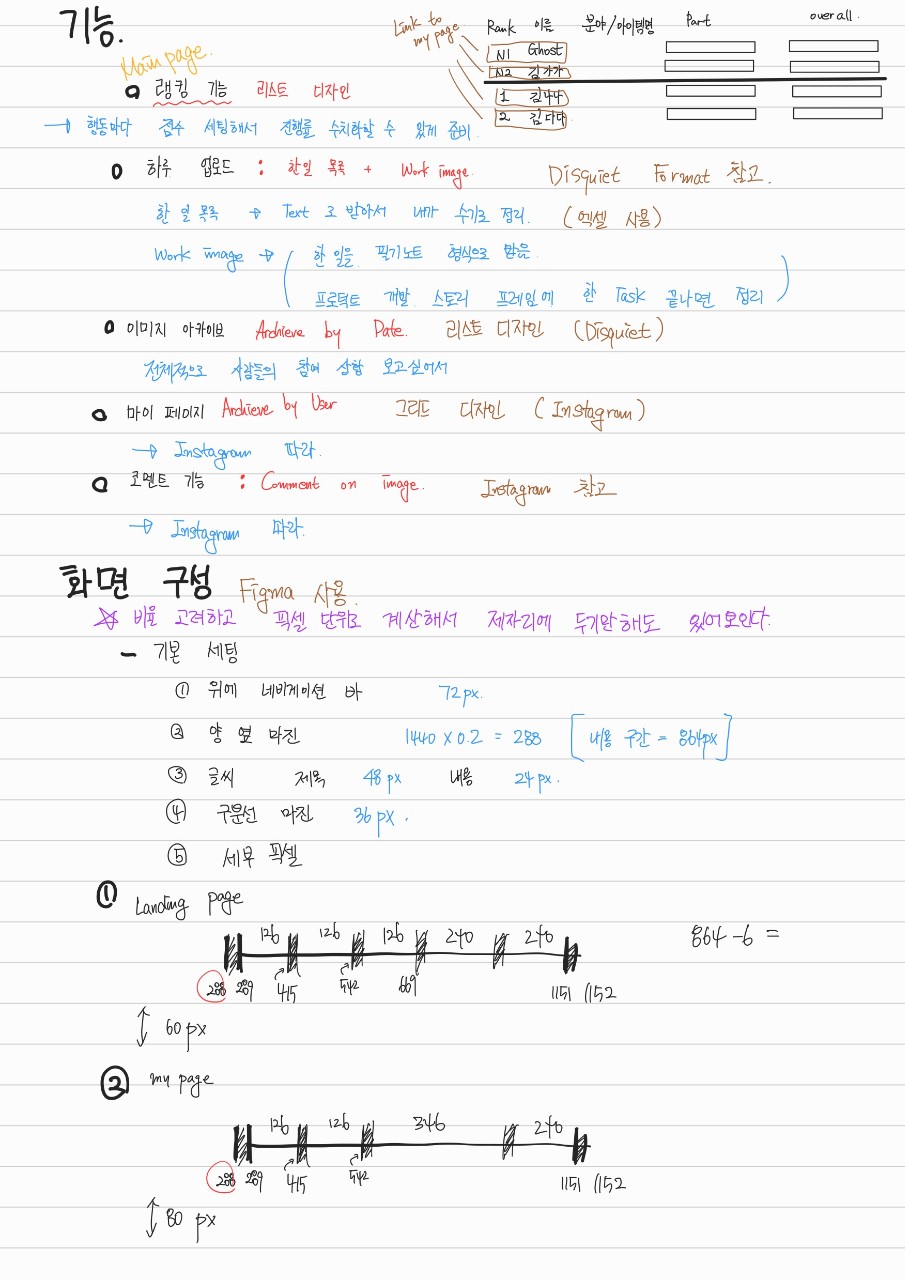 기능.
Link to my page
Rank 이름 분야/아이템명 Part overall.
N1 Ghost
N2 김가가
1 김나나
2 김다다
Main page.
랭킹 기능 리스트 디자인
→ 행동마다 점수 세팅해서 진행률 수치화할 수 있게 준비.
하루 업로드 : 한일 목록 + Work image. Disquiet Format 참고.
한 일 목록 → Text 로 받아서 내가 수기로 정리. (엑셀 사용)
Work image → ( 한 일을 필기노트 형식으로 받음.
프로덕트 개발 스토리 프레임에 한 Task 끝나면 정리 )
이미지 아카이브 Archieve by Date. 리스트 디자인 (Disquiet)
전체적으로 사람들의 참여 상황 보고싶어서
마이 페이지 Archieve by User 그리드 디자인 (Instagram)
→ Instagram 따라.
코멘트 기능 : Comment on image. Instagram 참고
→ Instagram 따라.
화면 구성 Figma 사용.
☆ 비율 고려하고 픽셀 단위로 계산해서 제자리에 두기만해도 있어보인다.
- 기본 세팅
① 위에 네비게이션 바 72px.
② 양 옆 마진 1440 x 0.2 = 288 [내용 구간 = 864px]
③ 글씨 제목 48px 내용 24px.
④ 구분선 마진 36px.
⑤ 세부 픽셀
① Landing page
126 126 126 240 240 864-6 =
288 289 415 542 669 1151 1152
↕ 60px
② my page
126 126 346 240
288 289 415 542 1151 1152
↕ 80px